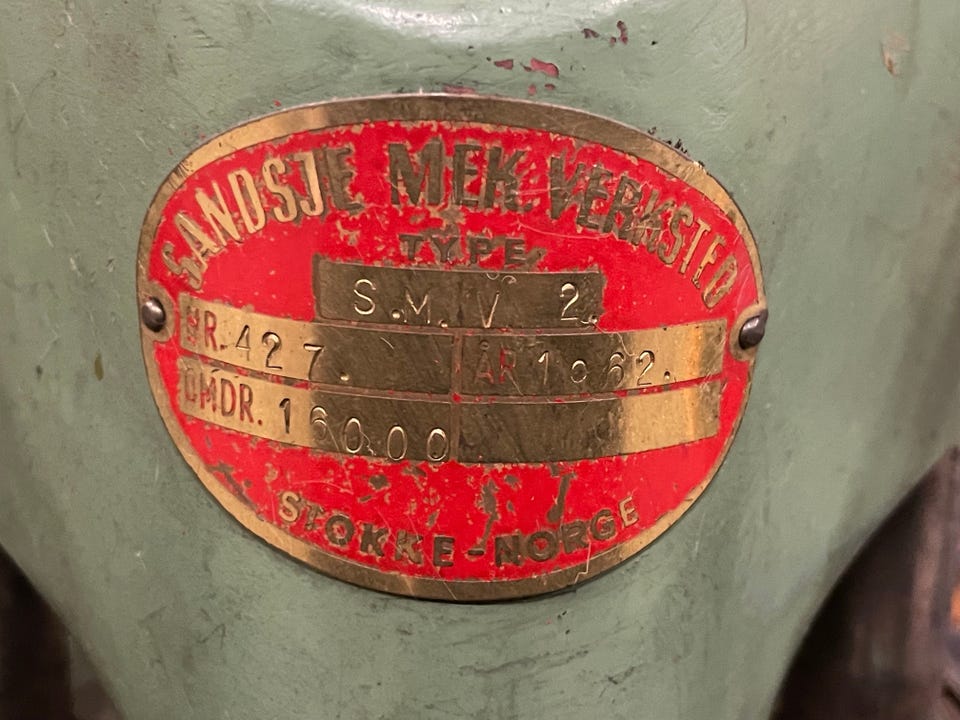 SANDSJE MEK. VERKSTED
TYPE
S.M.V 2.
NR. 427. ÅR 1962.
OMDR. 16000
STOKKE-NORGE